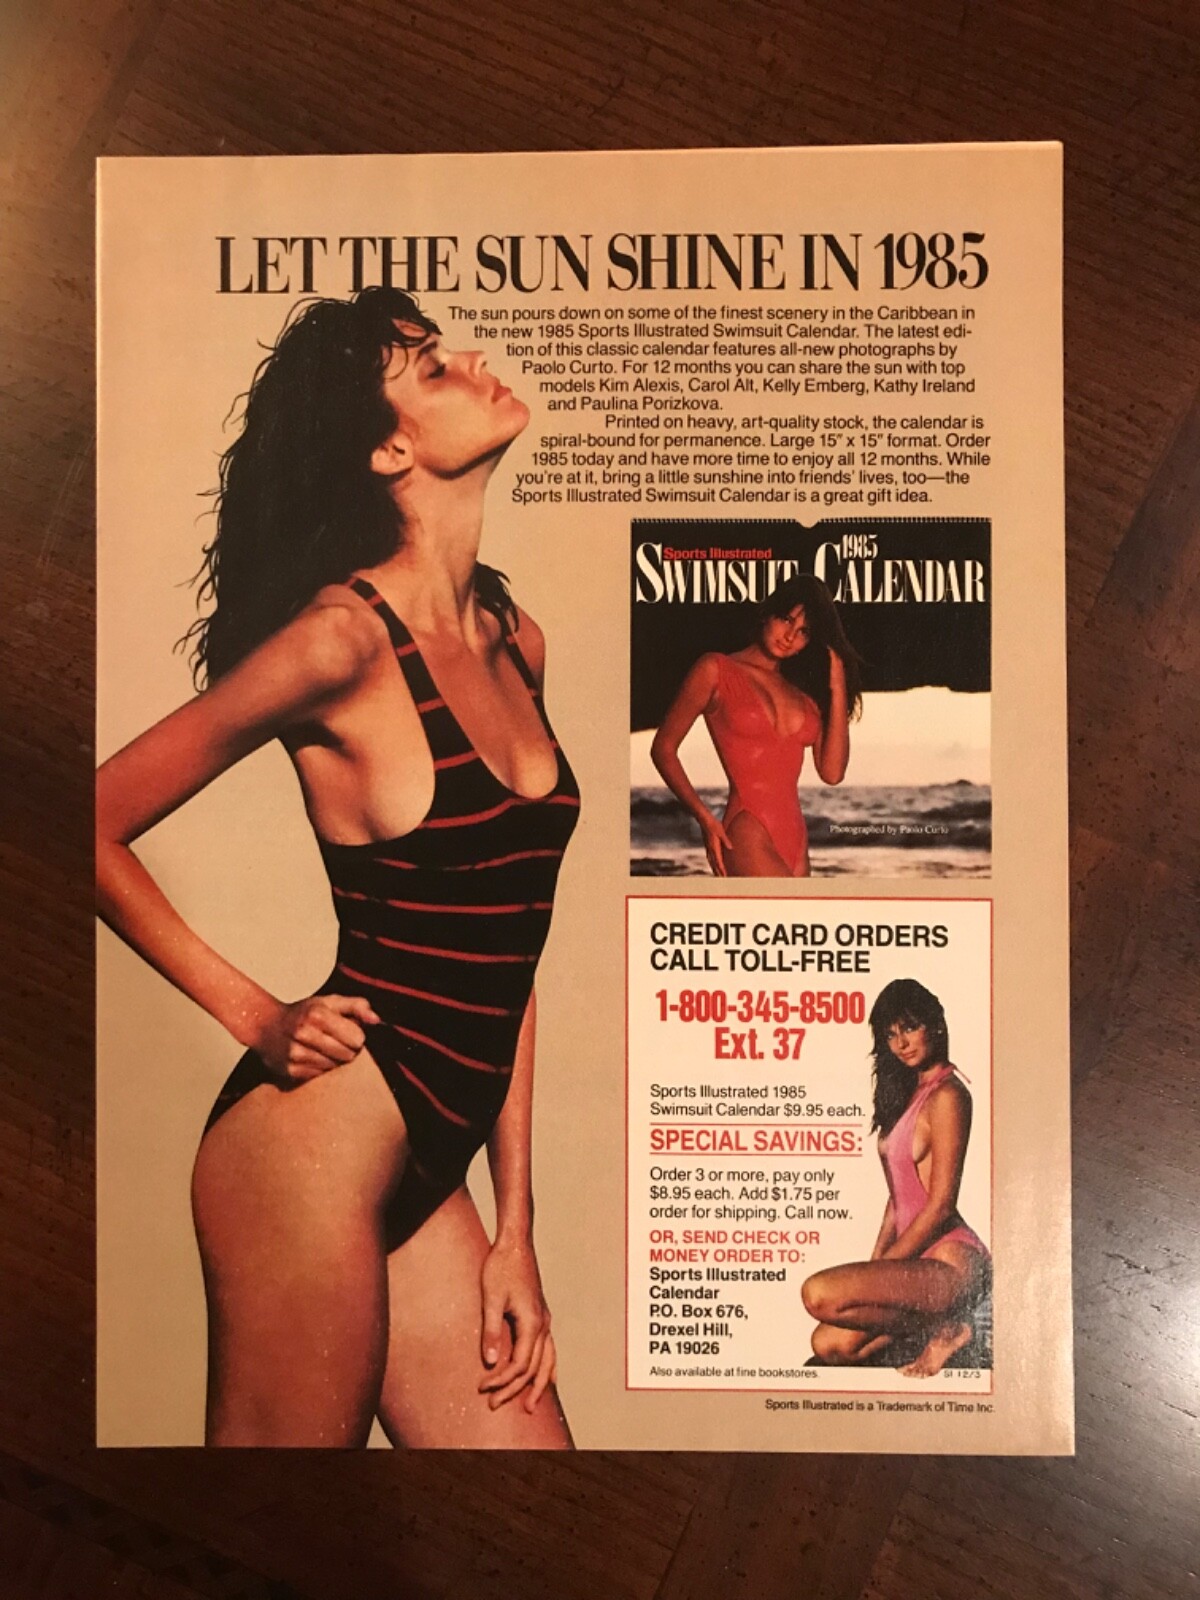 LET THE SUN SHINE IN 1985
The sun pours down on some of the finest scenery in the Caribbean in
the new 1985 Sports Illustrated Swimsuit Calendar. The latest edi-
tion of this classic calendar features all-new photographs by
Paolo Curto. For 12 months you can share the sun with top
models Kim Alexis, Carol Alt, Kelly Emberg, Kathy Ireland
and Paulina Porizkova.
Printed on heavy, art-quality stock, the calendar is
spiral-bound for permanence. Large 15" x 15" format. Order
1985 today and have more time to enjoy all 12 months. While
you're at it, bring a little sunshine into friends' lives, too—the
Sports Illustrated Swimsuit Calendar is a great gift idea.
Sports Illustrated 1985
SWIMSUIT CALENDAR
Photographed by Paolo Curto
CREDIT CARD ORDERS
CALL TOLL-FREE
1-800-345-8500
Ext. 37
Sports Illustrated 1985
Swimsuit Calendar $9.95 each.
SPECIAL SAVINGS:
Order 3 or more, pay only
$8.95 each. Add $1.75 per
order for shipping. Call now.
OR, SEND CHECK OR
MONEY ORDER TO:
Sports Illustrated
Calendar
P.O. Box 676,
Drexel Hill,
PA 19026
Also available at fine bookstores.
SI 12/3
Sports Illustrated is a Trademark of Time Inc.